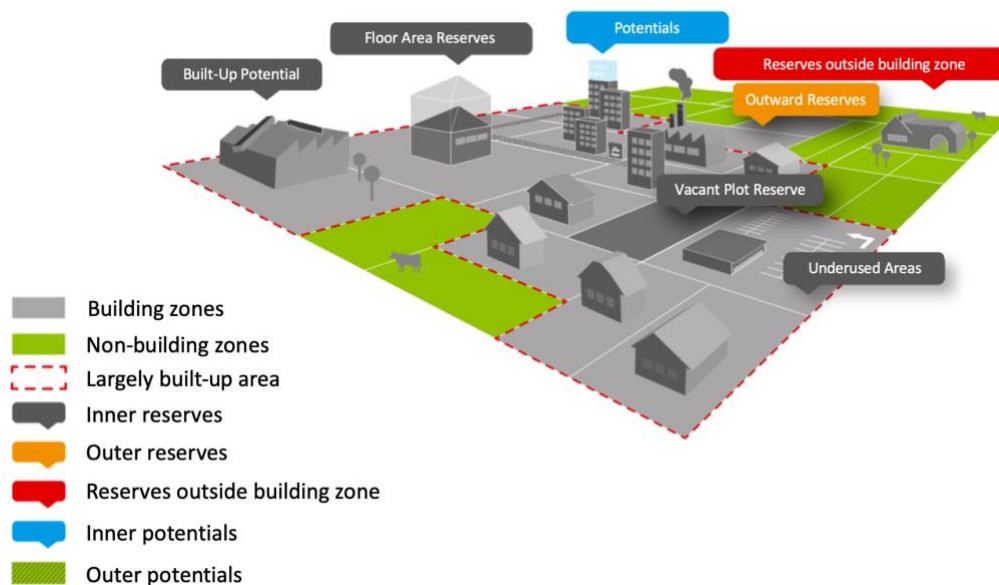 Potentials
Floor Area Reserves
Reserves outside building zone
Built-Up Potential
Outward Reserves
Vacant Plot Reserve
Underused Areas
Building zones
Non-building zones
Largely built-up area
Inner reserves
Outer reserves
Reserves outside building zone
Inner potentials
Outer potentials